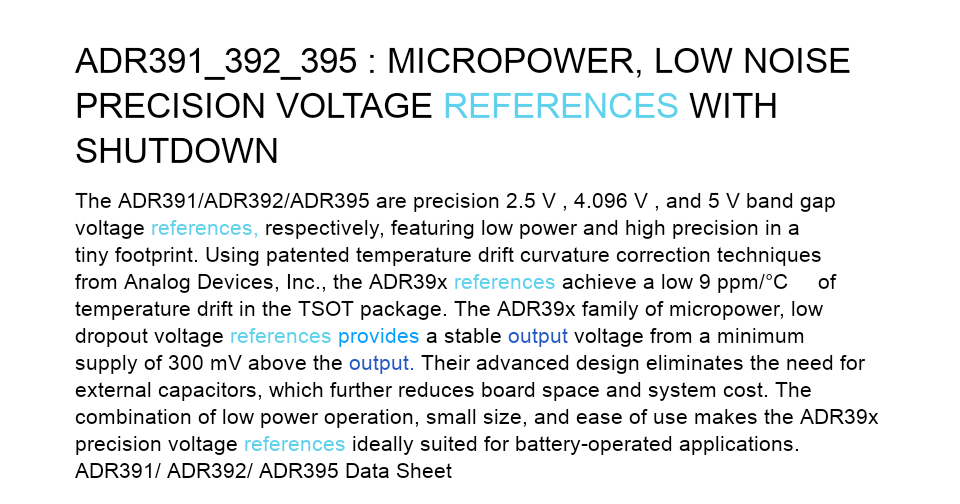 ADR391_392_395 : MICROPOWER, LOW NOISE
PRECISION VOLTAGE REFERENCES WITH
SHUTDOWN
The ADR391/ADR392/ADR395 are precision 2.5 V , 4.096 V , and 5 V band gap
voltage references, respectively, featuring low power and high precision in a
tiny footprint. Using patented temperature drift curvature correction techniques
from Analog Devices, Inc., the ADR39x references achieve a low 9 ppm/°C of
temperature drift in the TSOT package. The ADR39x family of micropower, low
dropout voltage references provides a stable output voltage from a minimum
supply of 300 mV above the output. Their advanced design eliminates the need for
external capacitors, which further reduces board space and system cost. The
combination of low power operation, small size, and ease of use makes the ADR39x
precision voltage references ideally suited for battery-operated applications.
ADR391/ ADR392/ ADR395 Data Sheet